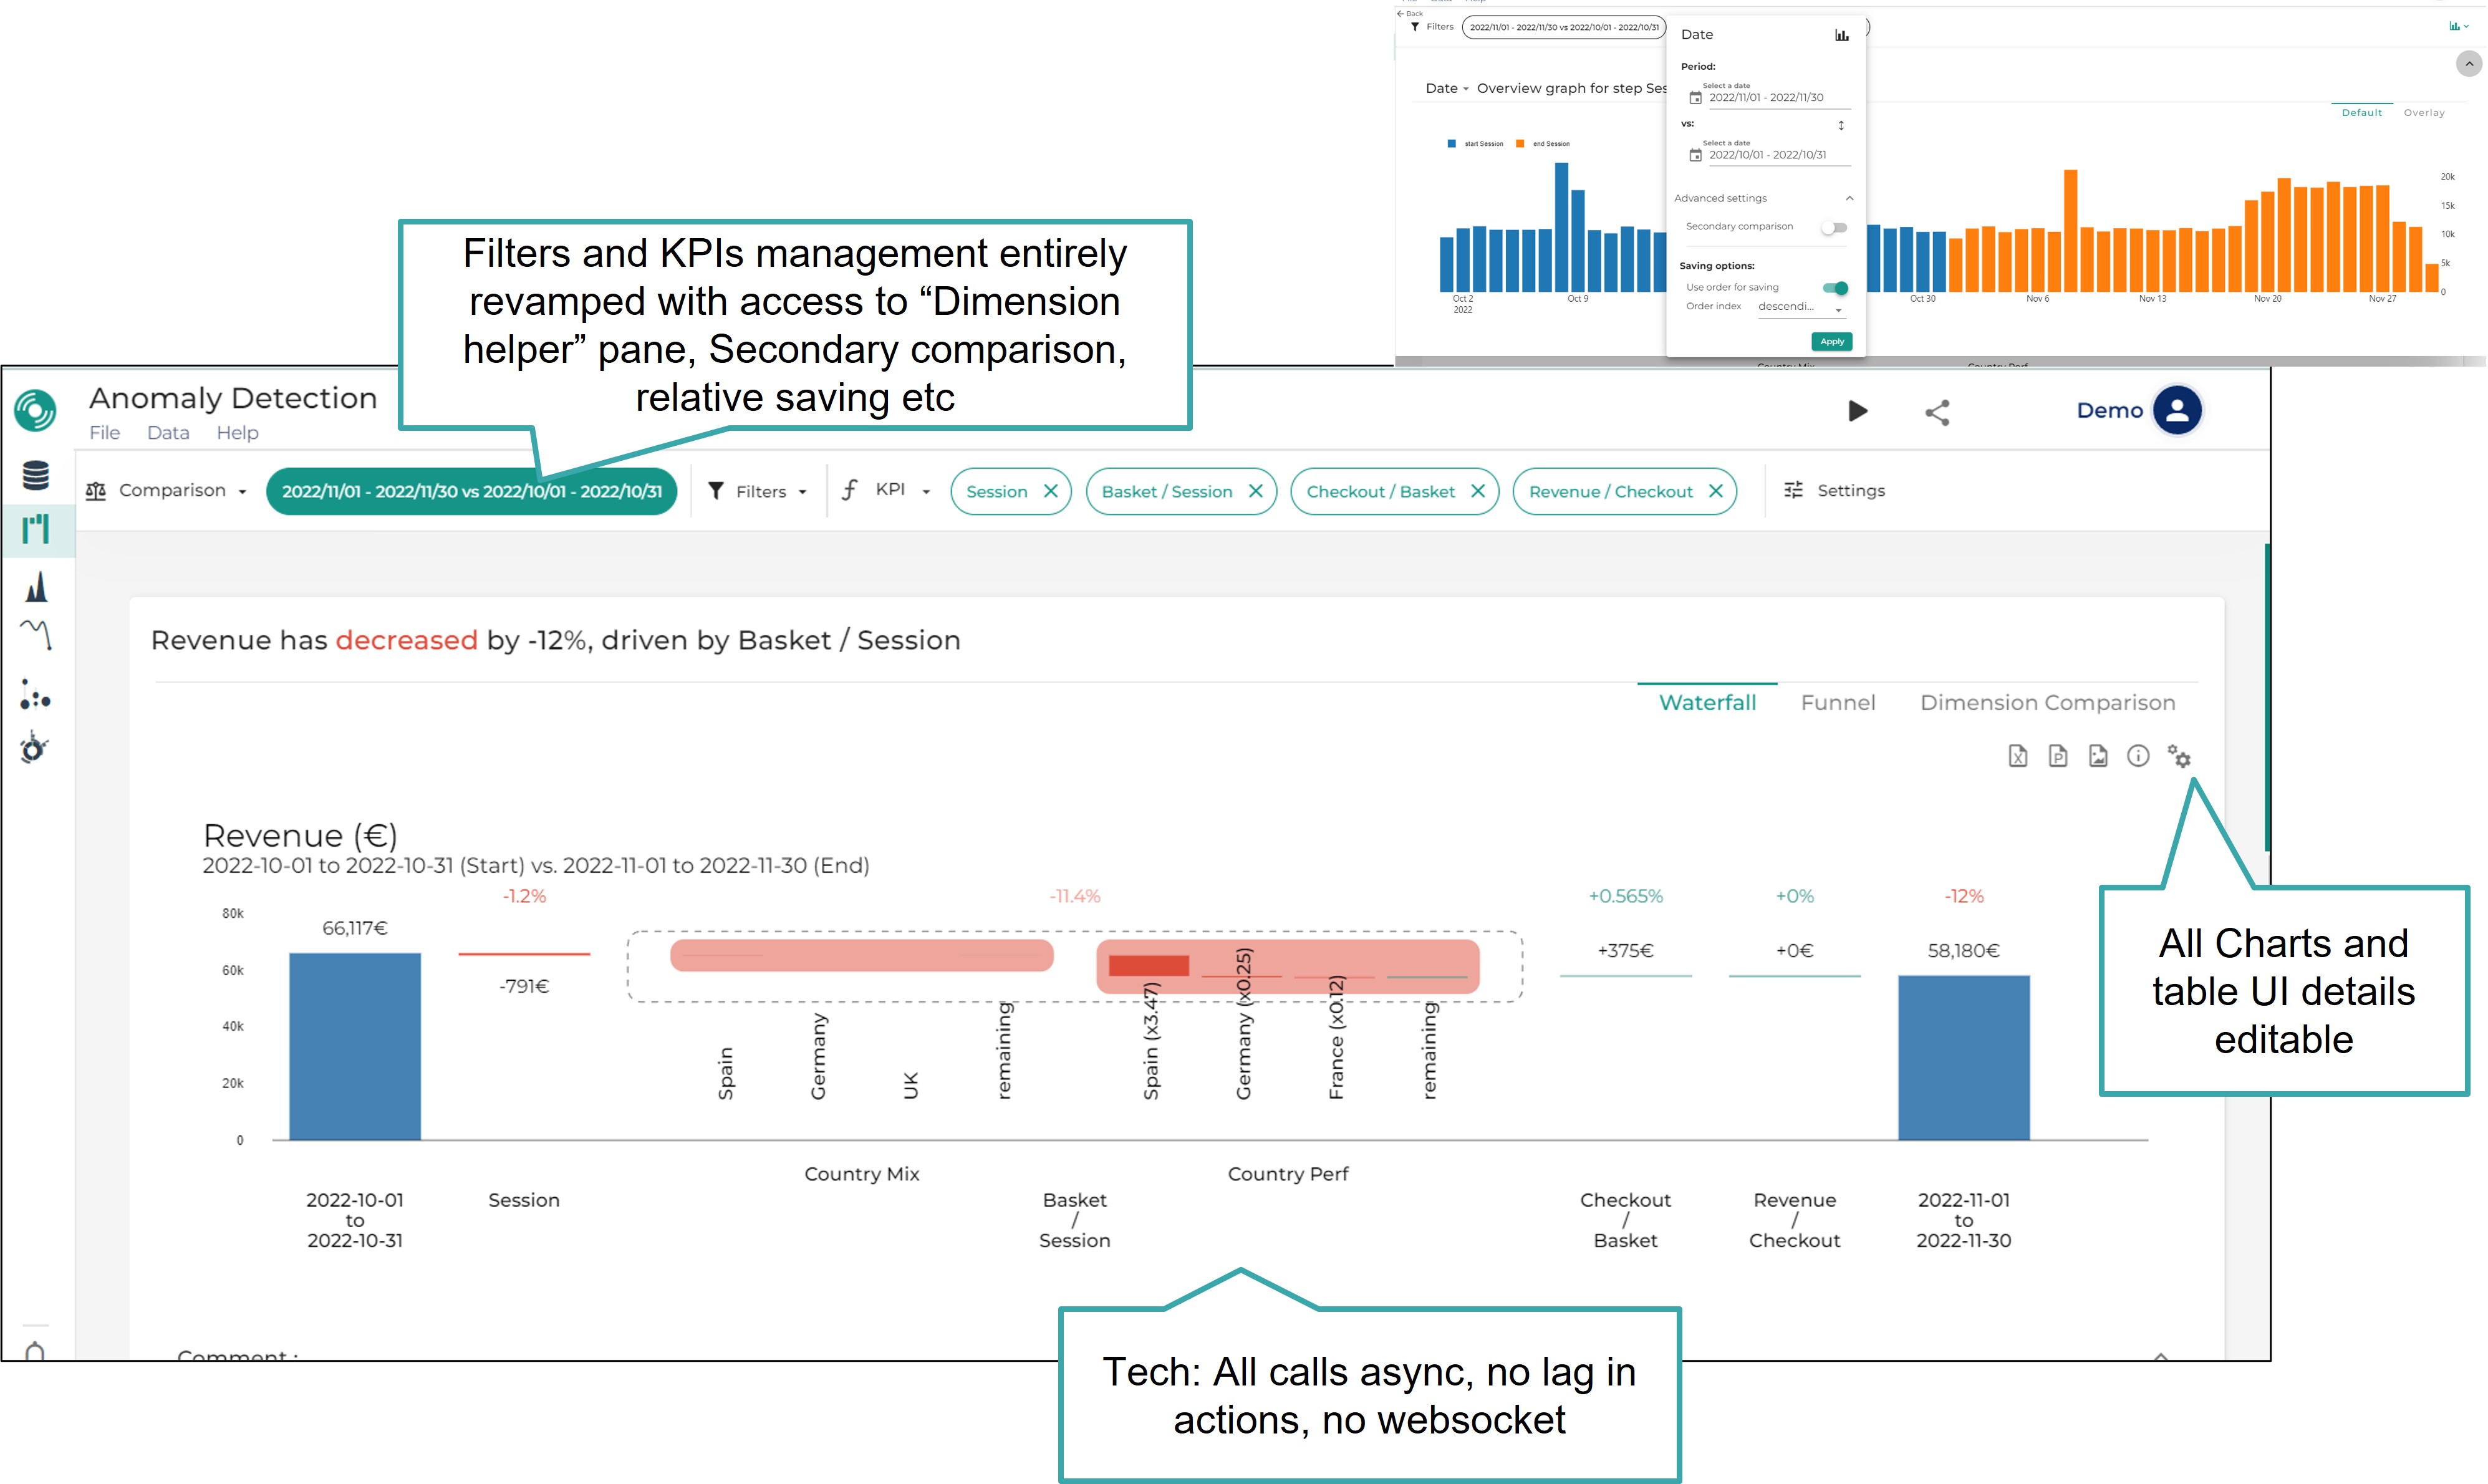 Back
Filters
2022/11/01 - 2022/11/30 vs 2022/10/01 - 2022/10/31
Date
Period:
Select a date
2022/11/01 - 2022/11/30
vs:
Select a date
2022/10/01 - 2022/10/31
Advanced settings
Secondary comparison
Saving options:
Use order for saving
Order index descendi...
Apply
Date Overview graph for step Ses
Default Overlay
start Session end Session
20k
15k
10k
5k
0
Oct 2
2022
Oct 9
Oct 30
Nov 6
Nov 13
Nov 20
Nov 27
Country Mix
Country Perf
Filters and KPIs management entirely
revamped with access to “Dimension
helper” pane, Secondary comparison,
relative saving etc
Anomaly Detection
File Data Help
Demo
Comparison
2022/11/01 - 2022/11/30 vs 2022/10/01 - 2022/10/31
Filters
KPI
Session
Basket / Session
Checkout / Basket
Revenue / Checkout
Settings
Revenue has decreased by -12%, driven by Basket / Session
Waterfall Funnel Dimension Comparison
Revenue (€)
2022-10-01 to 2022-10-31 (Start) vs. 2022-11-01 to 2022-11-30 (End)
-1.2%
-11.4%
+0.565%
+0%
-12%
80k
60k
40k
20k
0
66,117€
-791€
+375€
+0€
58,180€
Spain
Germany
UK
remaining
Spain (x3.47)
Germany (x0.25)
France (x0.12)
remaining
Country Mix
Country Perf
2022-10-01
to
2022-10-31
Session
Basket
/
Session
Checkout
/
Basket
Revenue
/
Checkout
2022-11-01
to
2022-11-30
Comment :
All Charts and
table UI details
editable
Tech: All calls async, no lag in
actions, no websocket